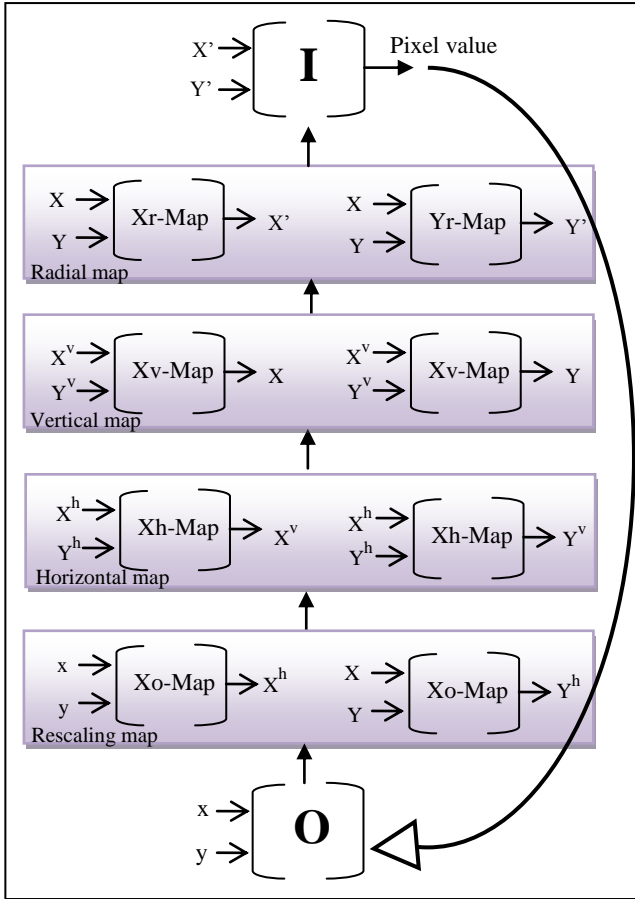 X’
Y’
I
Pixel value
X
Y
Xr-Map
X’
X
Y
Yr-Map
Y’
Radial map
X^v
Y^v
Xv-Map
X
X^v
Y^v
Xv-Map
Y
Vertical map
X^h
Y^h
Xh-Map
X^v
X^h
Y^h
Xh-Map
Y^v
Horizontal map
x
y
Xo-Map
X^h
X
Y
Xo-Map
Y^h
Rescaling map
x
y
O